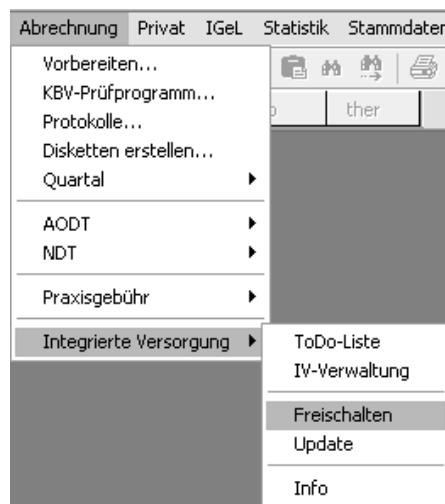 Abrechnung Privat IGeL Statistik Stammdaten
Vorbereiten...
KBV-Prüfprogramm...
Protokolle...
ther
Disketten erstellen...
Quartal
AODT
NDT
Praxisgebühr
Integrierte Versorgung
ToDo-Liste
IV-Verwaltung
Freischalten
Update
Info